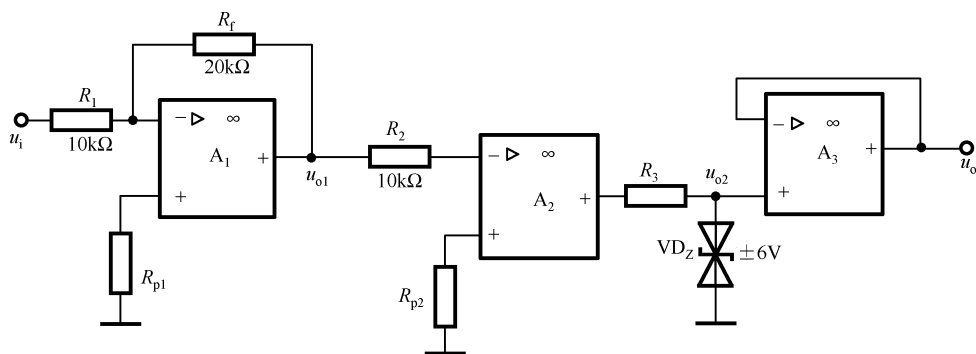 R_f
20kΩ
R_1
10kΩ
u_i
− ▷ ∞
A_1
+
+
u_o1
R_p1
R_2
10kΩ
− ▷ ∞
A_2
+
+
R_p2
R_3
u_o2
VD_Z
±6V
− ▷ ∞
A_3
+
+
u_o